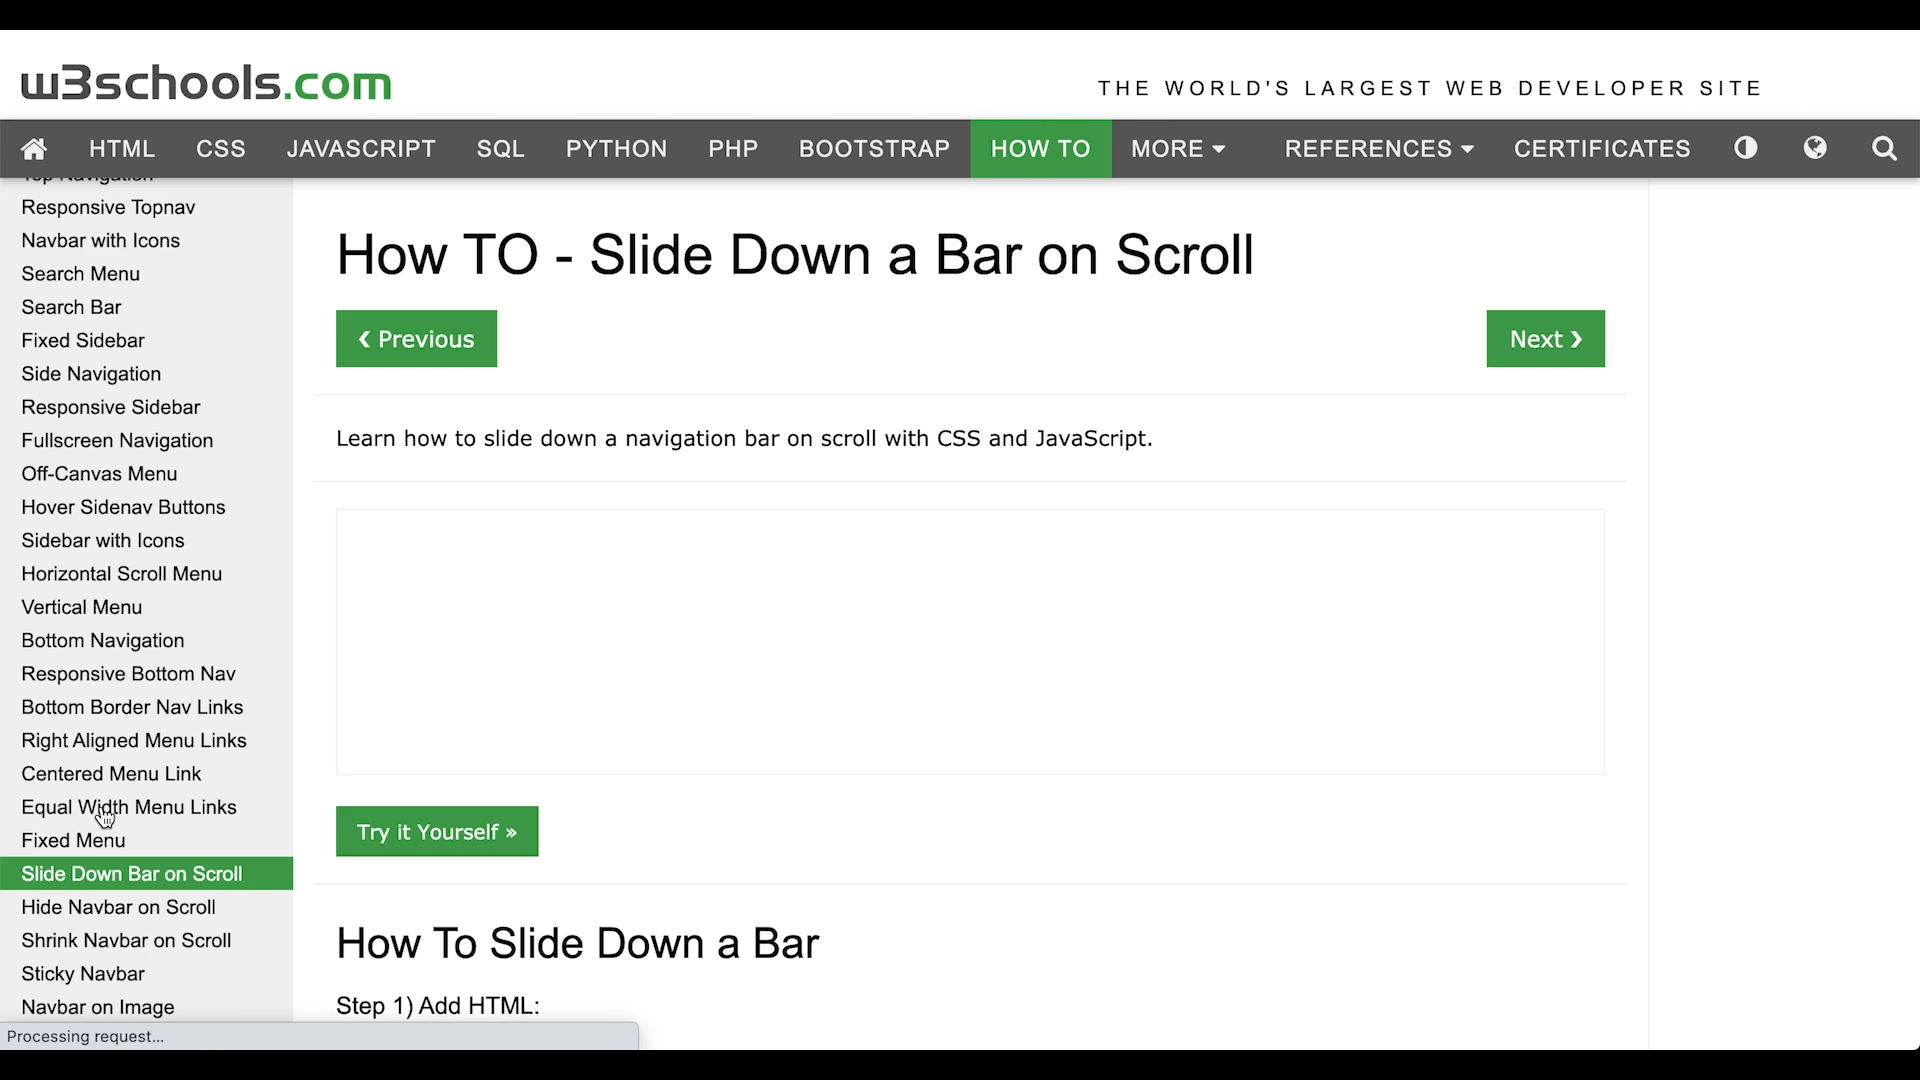 w3schools.com
THE WORLD'S LARGEST WEB DEVELOPER SITE
HTML CSS JAVASCRIPT SQL PYTHON PHP BOOTSTRAP HOW TO MORE REFERENCES CERTIFICATES
Top Navigation
Responsive Topnav
Navbar with Icons
Search Menu
Search Bar
Fixed Sidebar
Side Navigation
Responsive Sidebar
Fullscreen Navigation
Off-Canvas Menu
Hover Sidenav Buttons
Sidebar with Icons
Horizontal Scroll Menu
Vertical Menu
Bottom Navigation
Responsive Bottom Nav
Bottom Border Nav Links
Right Aligned Menu Links
Centered Menu Link
Equal Width Menu Links
Fixed Menu
Slide Down Bar on Scroll
Hide Navbar on Scroll
Shrink Navbar on Scroll
Sticky Navbar
Navbar on Image
Processing request...
How TO - Slide Down a Bar on Scroll
❮ Previous
Next ❯
Learn how to slide down a navigation bar on scroll with CSS and JavaScript.
Try it Yourself »
How To Slide Down a Bar
Step 1) Add HTML: